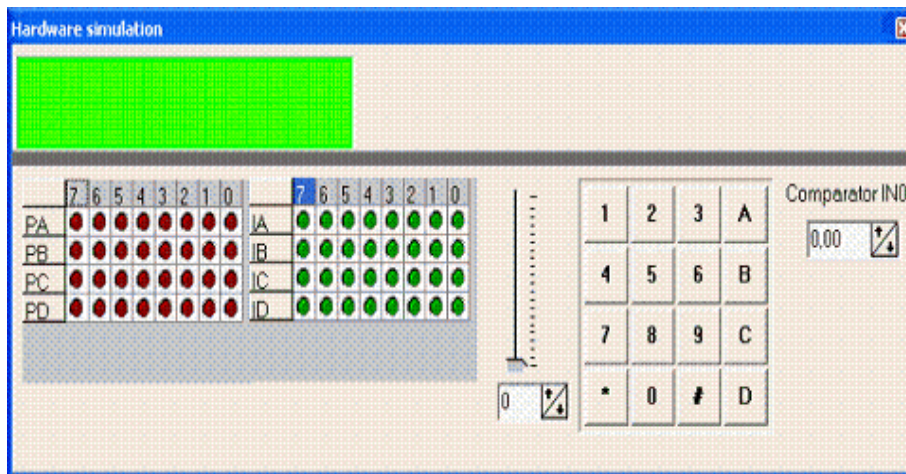 Hardware simulation
7 6 5 4 3 2 1 0
PA
PB
PC
PD
7 6 5 4 3 2 1 0
IA
IB
IC
ID
0
1 2 3 A
4 5 6 B
7 8 9 C
* 0 # D
Comparator IN0
0,00